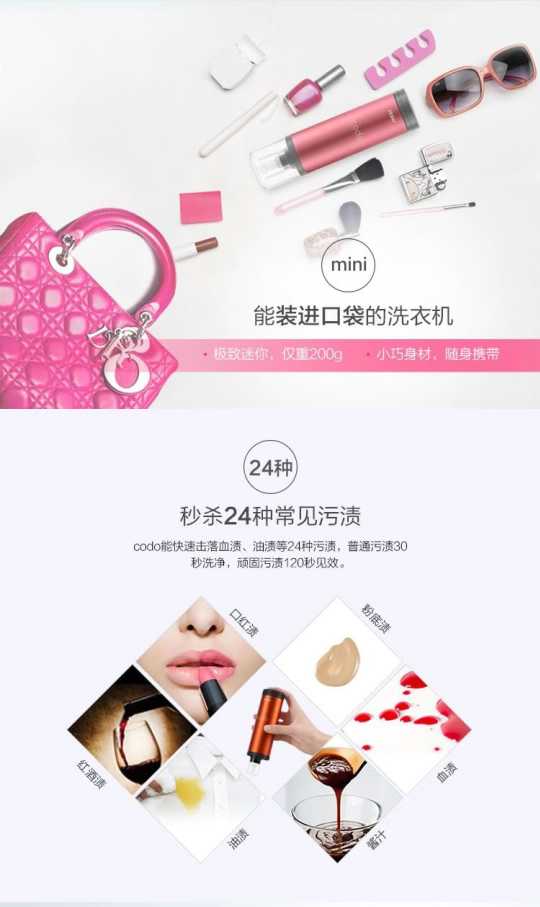 mini
能装进口袋的洗衣机
• 极致迷你，仅重200g • 小巧身材，随身携带
24种
秒杀24种常见污渍
codo能快速击落血渍、油渍等24种污渍，普通污渍30
秒洗净，顽固污渍120秒见效。
口红渍
粉底渍
红酒渍
血渍
油渍
酱汁